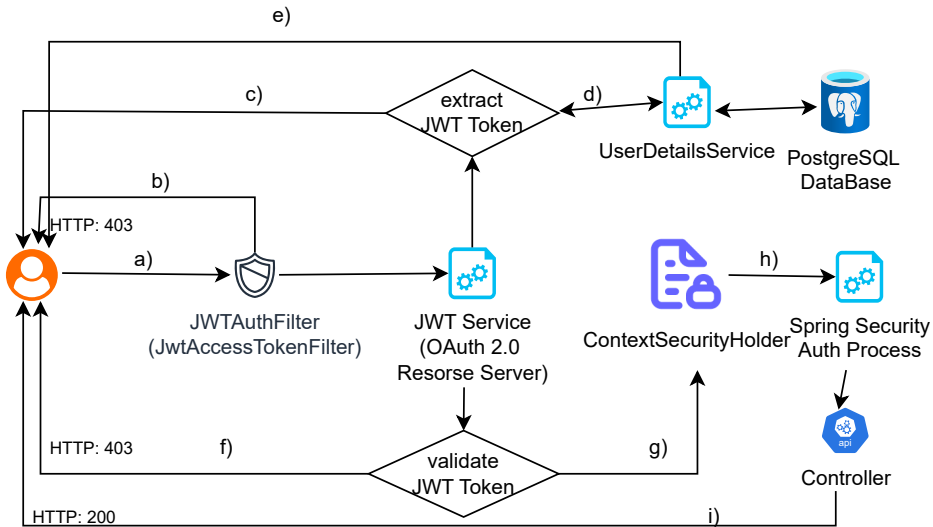 e)
c)
extract
JWT Token
d)
UserDetailsService
PostgreSQL
DataBase
b)
HTTP: 403
a)
JWTAuthFilter
(JwtAccessTokenFilter)
JWT Service
(OAuth 2.0
Resorse Server)
ContextSecurityHolder
h)
Spring Security
Auth Process
api
Controller
HTTP: 403
f)
validate
JWT Token
g)
HTTP: 200
i)